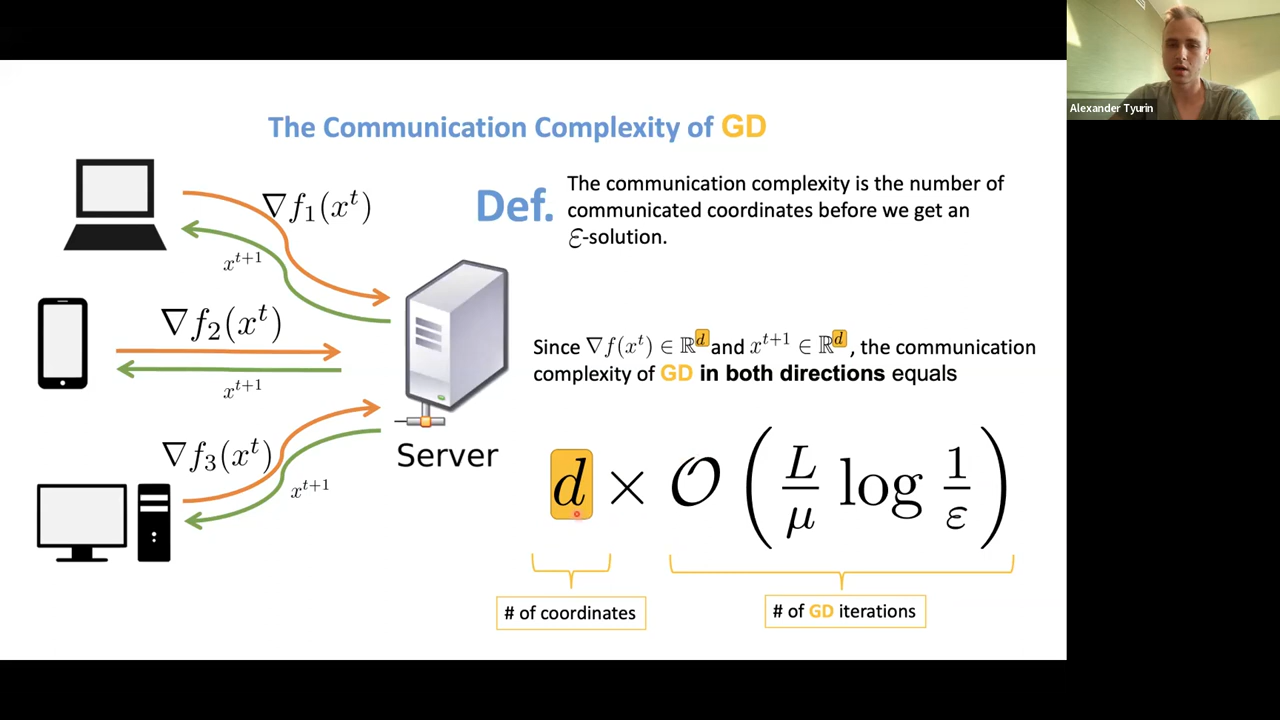 Alexander Tyurin
The Communication Complexity of GD
∇f₁(xᵗ)
xᵗ⁺¹
∇f₂(xᵗ)
xᵗ⁺¹
∇f₃(xᵗ)
xᵗ⁺¹
Server
Def.
The communication complexity is the number of
communicated coordinates before we get an
ε-solution.
Since ∇f(xᵗ) ∈ ℝᵈ and xᵗ⁺¹ ∈ ℝᵈ, the communication
complexity of GD in both directions equals
d × 𝒪(L/μ log 1/ε)
# of coordinates
# of GD iterations